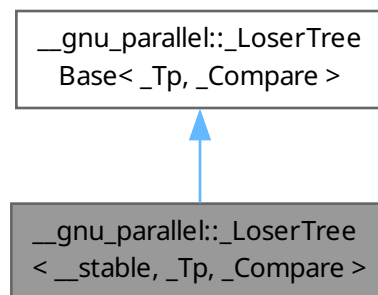 __gnu_parallel::_LoserTree
Base< _Tp, _Compare >
__gnu_parallel::_LoserTree
< __stable, _Tp, _Compare >